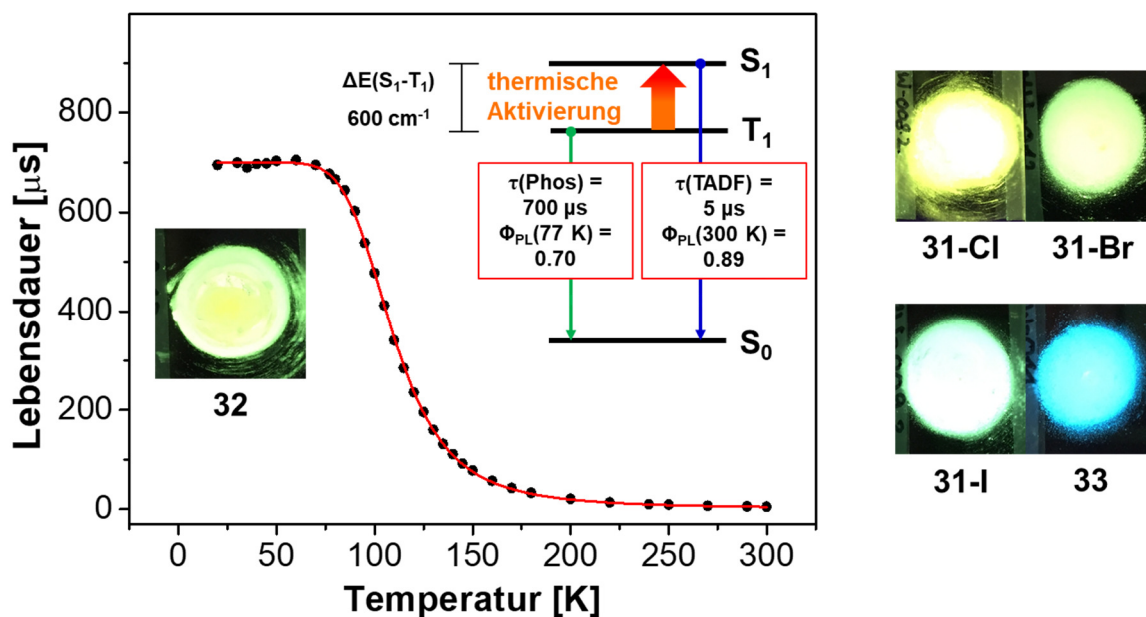 Lebensdauer [µs]
800
600
400
200
0
0
50
100
150
200
250
300
Temperatur [K]
32
ΔE(S₁-T₁)
600 cm⁻¹
thermische
Aktivierung
S₁
T₁
S₀
τ(Phos) =
700 µs
Φ_PL(77 K) =
0.70
τ(TADF) =
5 µs
Φ_PL(300 K) =
0.89
31-Cl
31-Br
31-I
33